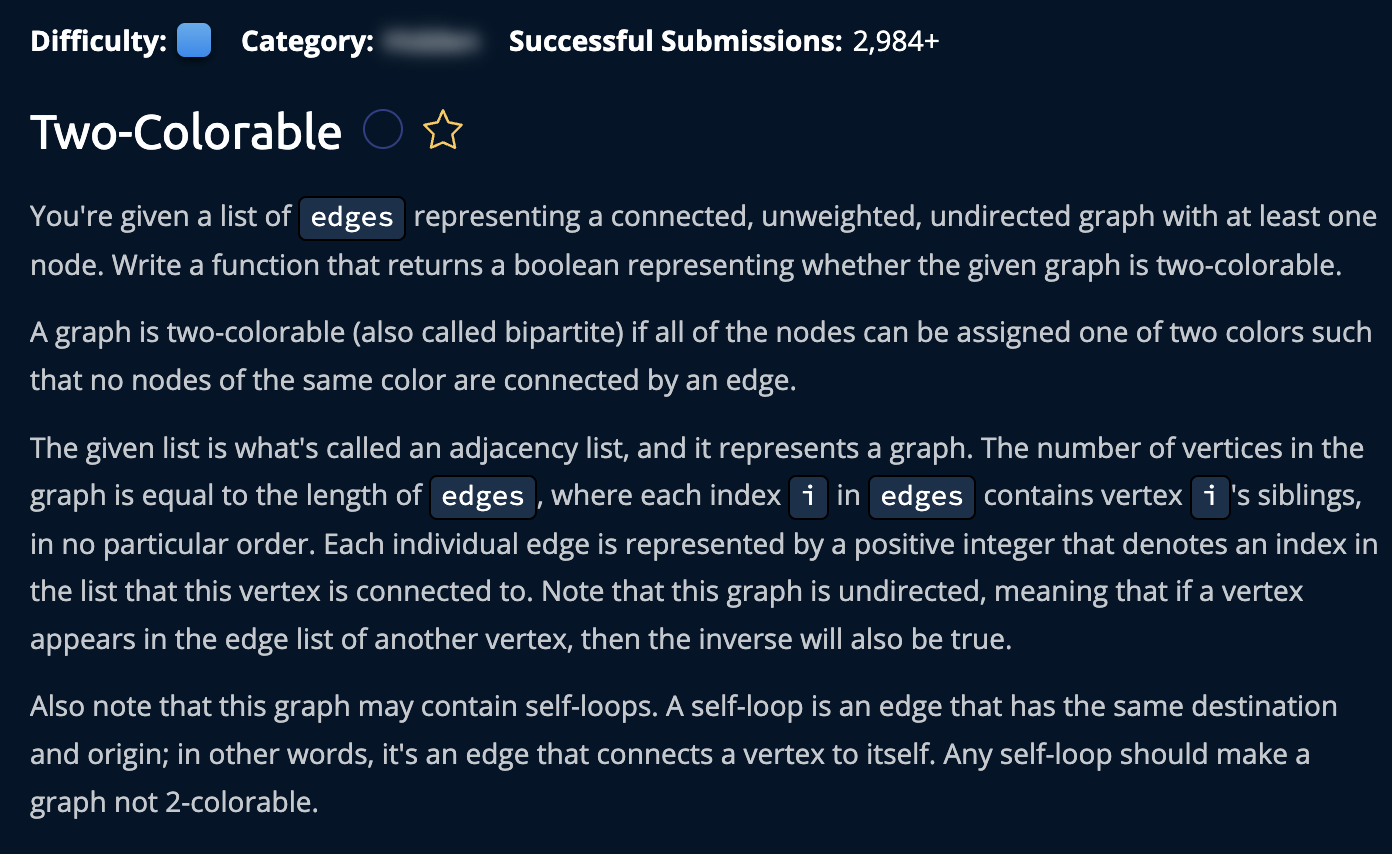 Difficulty: Category: Successful Submissions: 2,984+
Two-Colorable
You're given a list of edges representing a connected, unweighted, undirected graph with at least one
node. Write a function that returns a boolean representing whether the given graph is two-colorable.
A graph is two-colorable (also called bipartite) if all of the nodes can be assigned one of two colors such
that no nodes of the same color are connected by an edge.
The given list is what's called an adjacency list, and it represents a graph. The number of vertices in the
graph is equal to the length of edges, where each index i in edges contains vertex i's siblings,
in no particular order. Each individual edge is represented by a positive integer that denotes an index in
the list that this vertex is connected to. Note that this graph is undirected, meaning that if a vertex
appears in the edge list of another vertex, then the inverse will also be true.
Also note that this graph may contain self-loops. A self-loop is an edge that has the same destination
and origin; in other words, it's an edge that connects a vertex to itself. Any self-loop should make a
graph not 2-colorable.